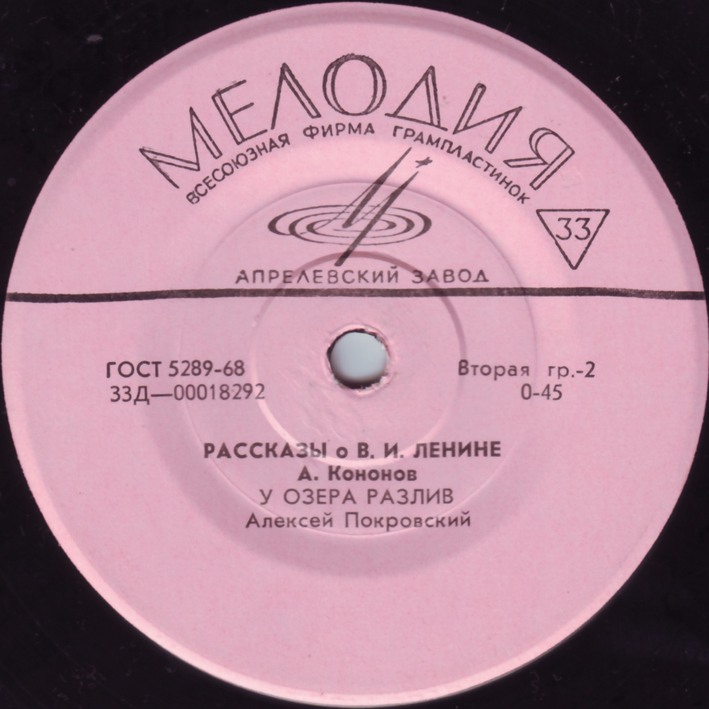 МЕЛОДИЯ
ВСЕСОЮЗНАЯ ФИРМА ГРАМПЛАСТИНОК
33
АПРЕЛЕВСКИЙ ЗАВОД
ГОСТ 5289-68
33Д—00018292
Вторая гр.-2
0-45
РАССКАЗЫ о В. И. ЛЕНИНЕ
А. Кононов
У ОЗЕРА РАЗЛИВ
Алексей Покровский